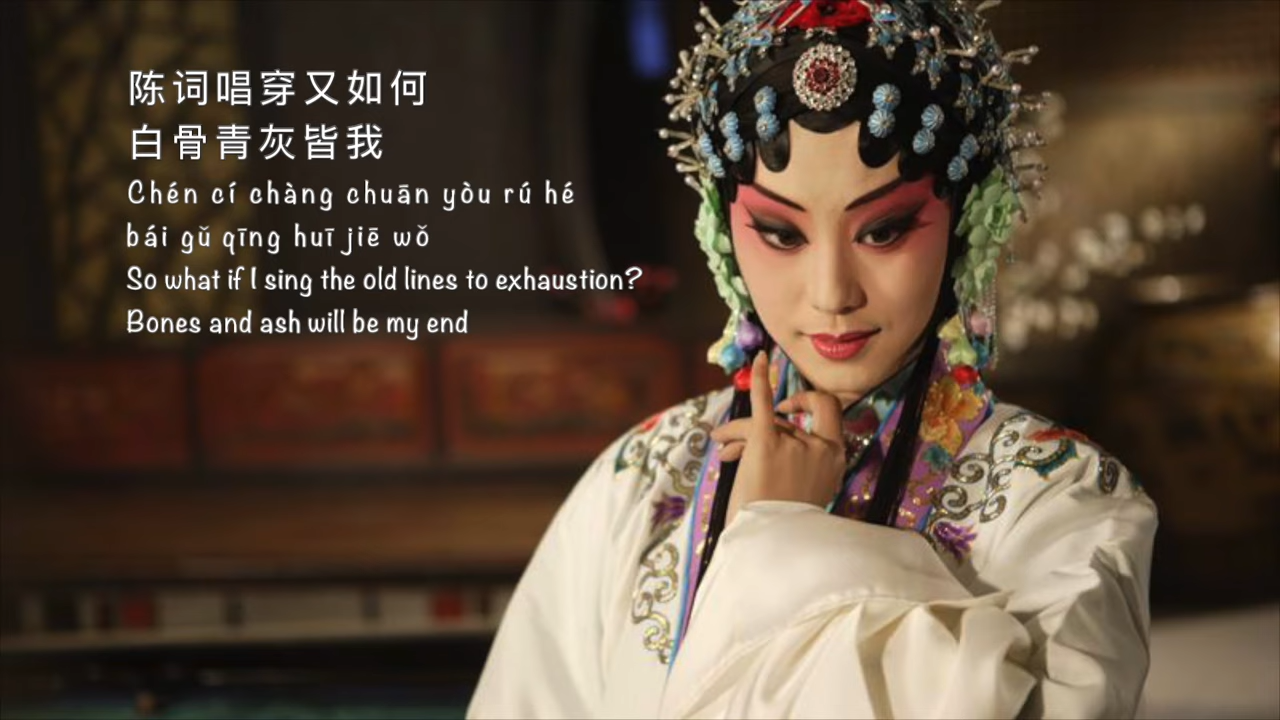 陈词唱穿又如何
白骨青灰皆我
Chén cí chàng chuān yòu rú hé
bái gŭ qīng huī jiē wŏ
So what if I sing the old lines to exhaustion?
Bones and ash will be my end